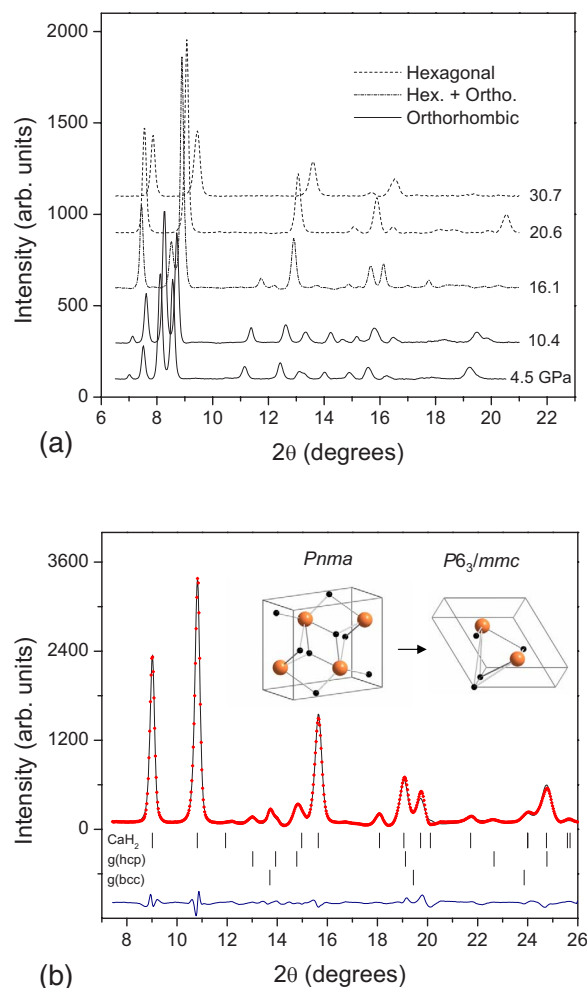 2000
1500
1000
500
0
Intensity (arb. units)
Hexagonal
Hex. + Ortho.
Orthorhombic
30.7
20.6
16.1
10.4
4.5 GPa
6 8 10 12 14 16 18 20 22
2θ (degrees)
(a)
3600
2400
1200
0
Intensity (arb. units)
Pnma
P6₃/mmc
CaH₂
g(hcp)
g(bcc)
8 10 12 14 16 18 20 22 24 26
2θ (degrees)
(b)